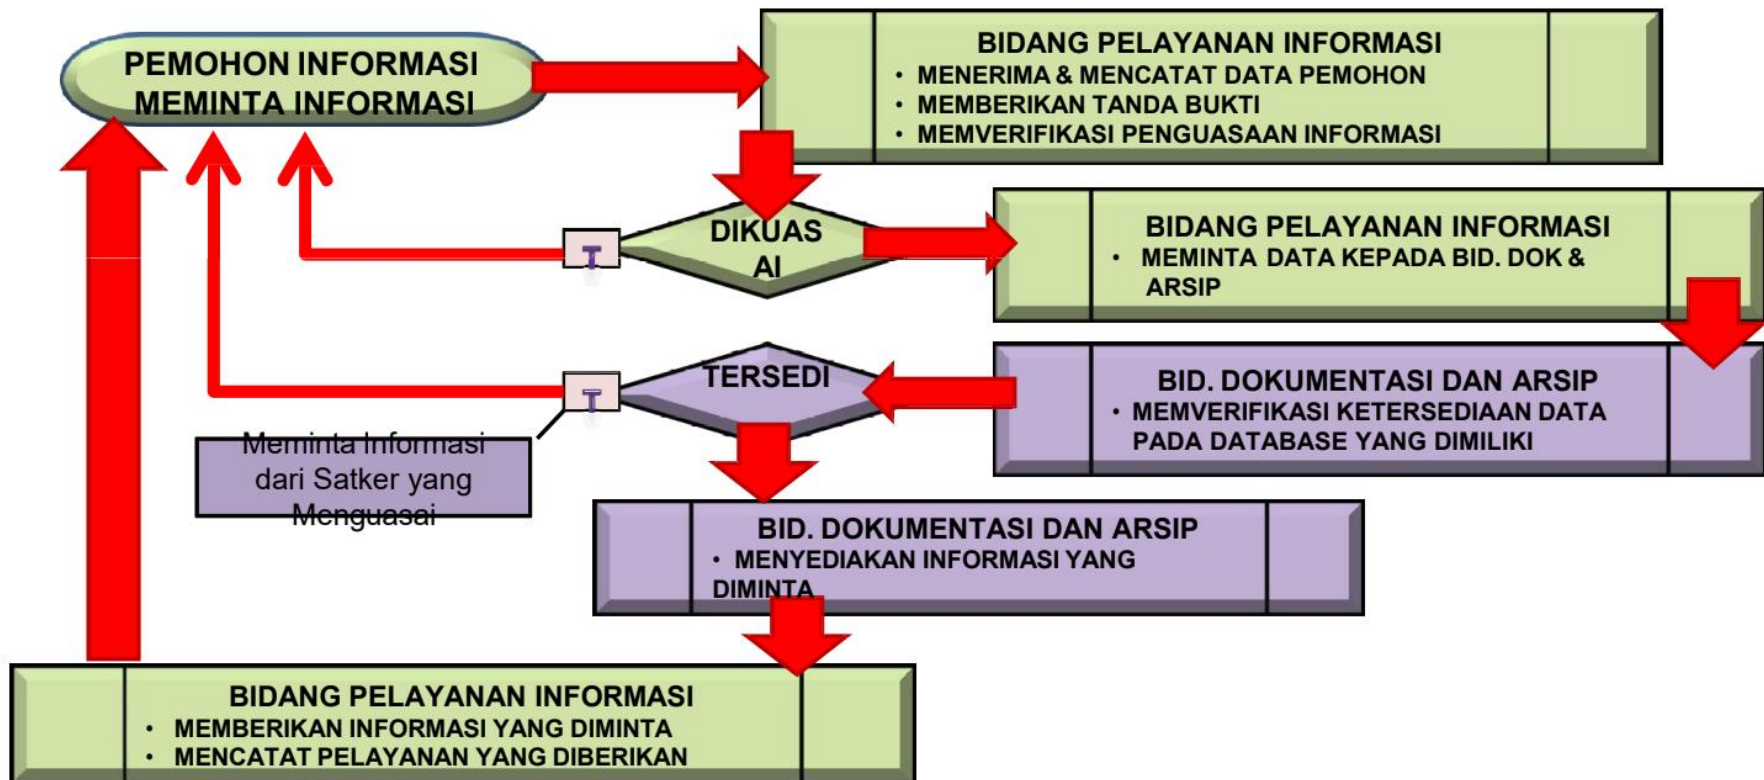 PEMOHON INFORMASI
MEMINTA INFORMASI
BIDANG PELAYANAN INFORMASI
• MENERIMA & MENCATAT DATA PEMOHON
• MEMBERIKAN TANDA BUKTI
• MEMVERIFIKASI PENGUASAAN INFORMASI
T
DIKUAS
AI
BIDANG PELAYANAN INFORMASI
• MEMINTA DATA KEPADA BID. DOK &
ARSIP
T
TERSEDI
BID. DOKUMENTASI DAN ARSIP
• MEMVERIFIKASI KETERSEDIAAN DATA
PADA DATABASE YANG DIMILIKI
Meminta Informasi
dari Satker yang
Menguasai
BID. DOKUMENTASI DAN ARSIP
• MENYEDIAKAN INFORMASI YANG
DIMINTA
BIDANG PELAYANAN INFORMASI
• MEMBERIKAN INFORMASI YANG DIMINTA
• MENCATAT PELAYANAN YANG DIBERIKAN